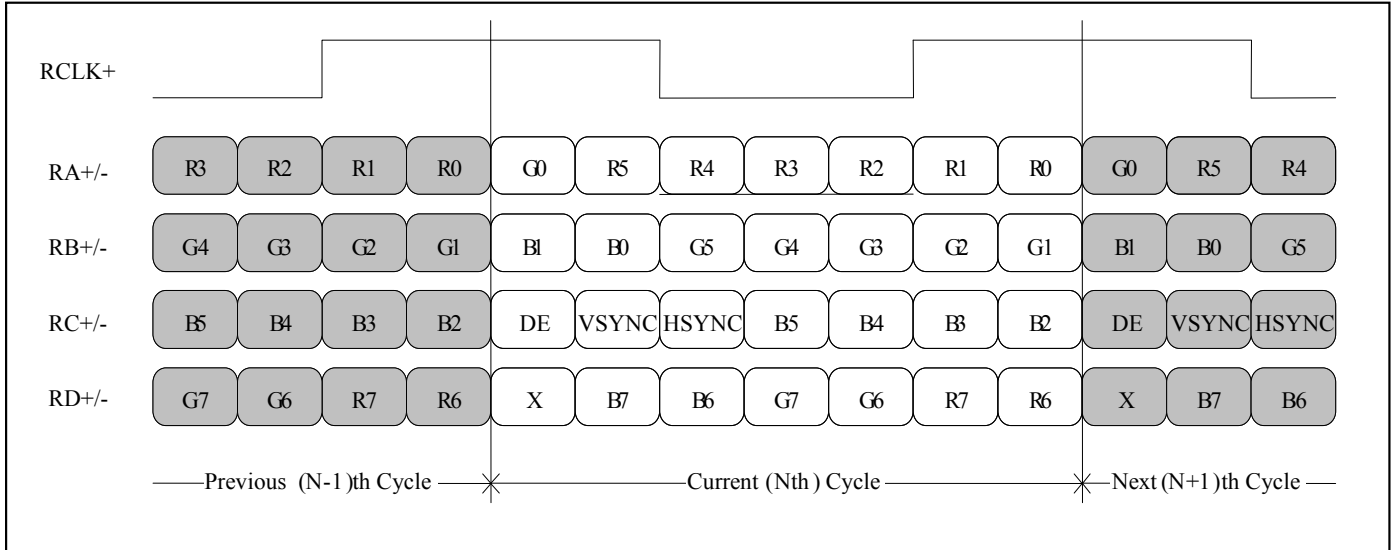 RCLK+
RA+/- R3 R2 R1 R0 G0 R5 R4 R3 R2 R1 R0 G0 R5 R4
RB+/- G4 G3 G2 G1 B1 B0 G5 G4 G3 G2 G1 B1 B0 G5
RC+/- B5 B4 B3 B2 DE VSYNC HSYNC B5 B4 B3 B2 DE VSYNC HSYNC
RD+/- G7 G6 R7 R6 X B7 B6 G7 G6 R7 R6 X B7 B6
Previous (N-1)th Cycle Current (Nth) Cycle Next (N+1)th Cycle